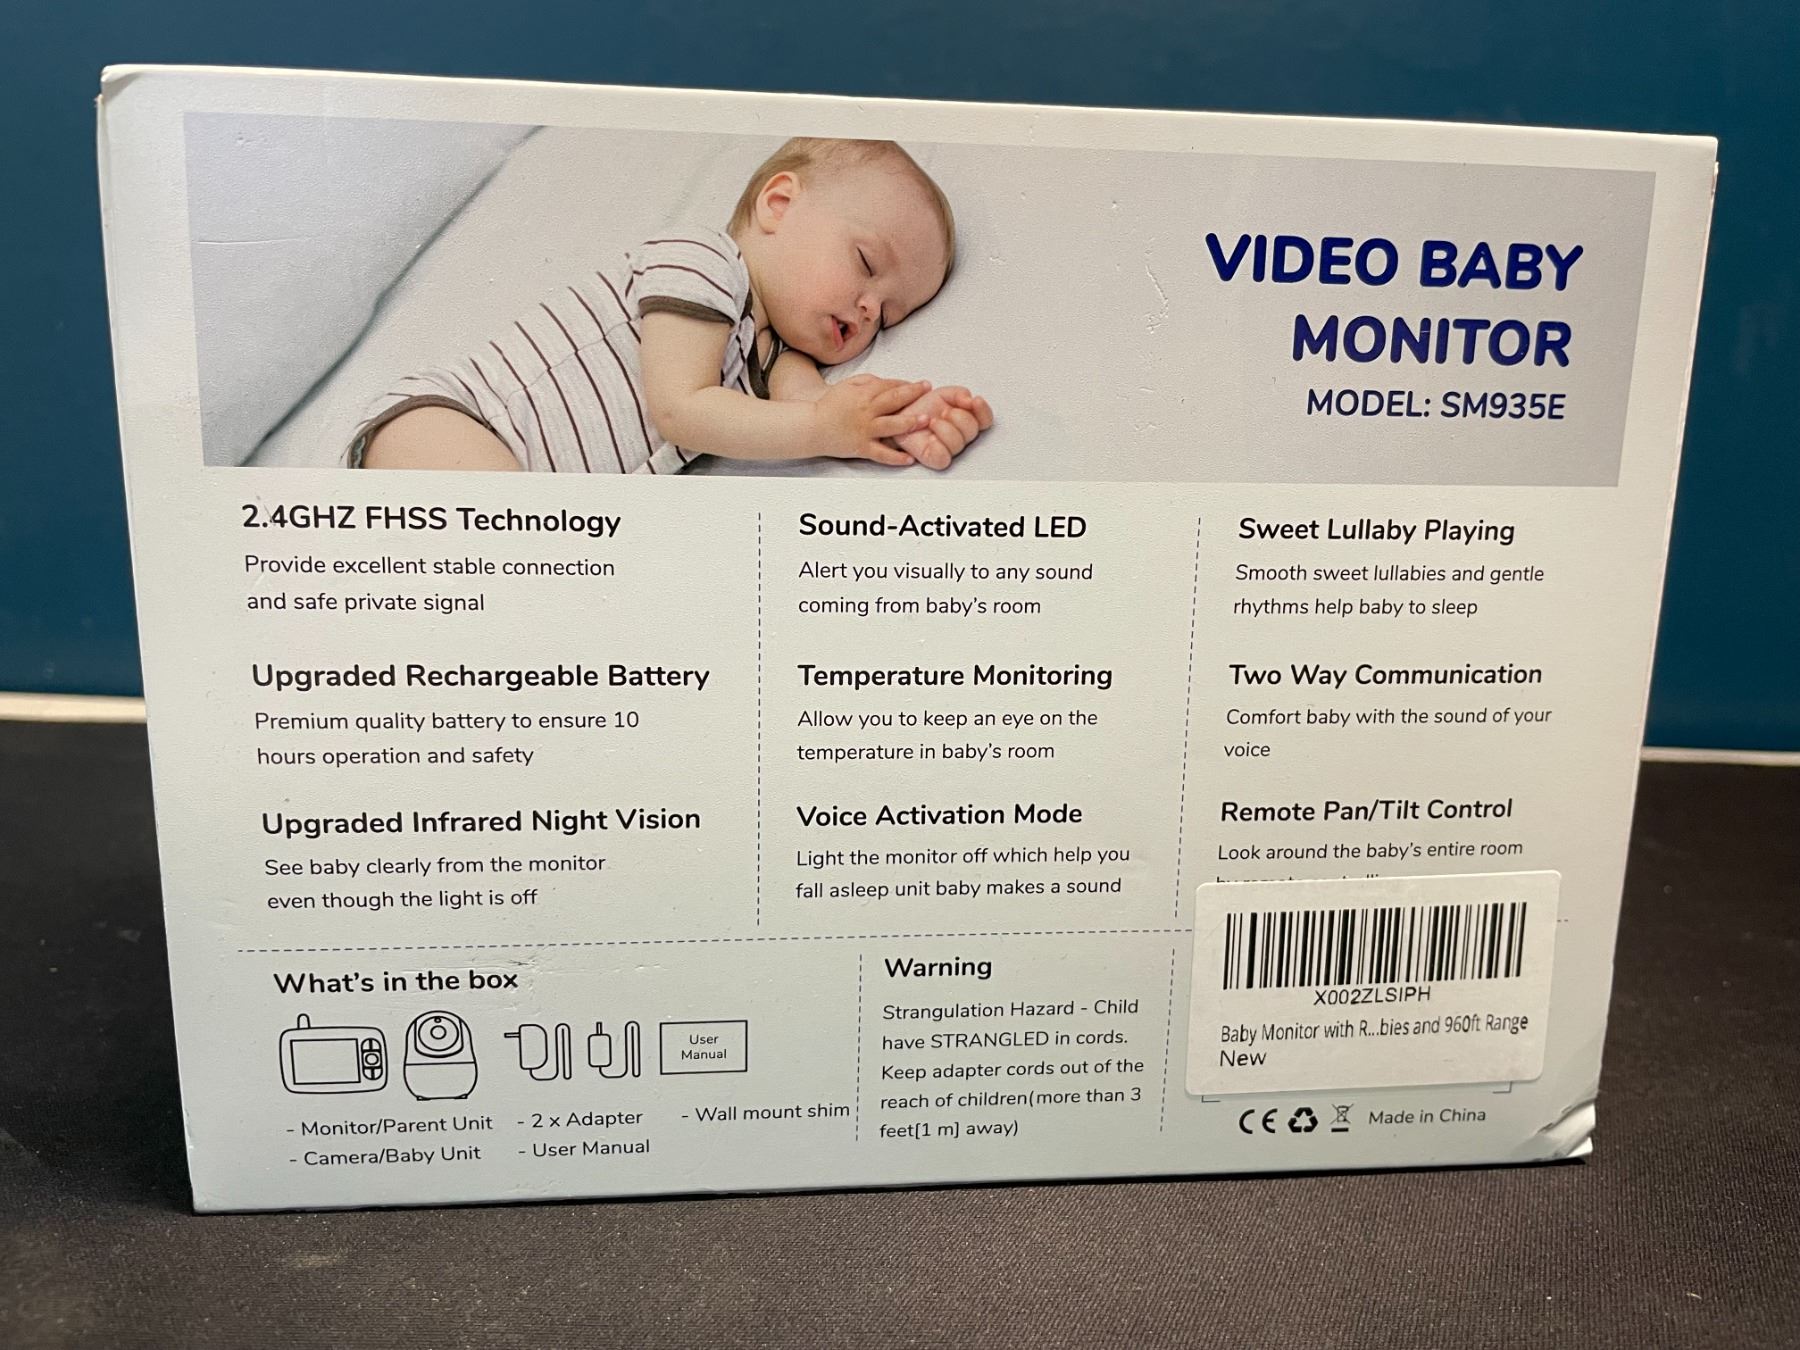 VIDEO BABY
MONITOR
MODEL: SM935E
2.4GHZ FHSS Technology
Provide excellent stable connection
and safe private signal
Upgraded Rechargeable Battery
Premium quality battery to ensure 10
hours operation and safety
Upgraded Infrared Night Vision
See baby clearly from the monitor
even though the light is off
Sound-Activated LED
Alert you visually to any sound
coming from baby's room
Temperature Monitoring
Allow you to keep an eye on the
temperature in baby's room
Voice Activation Mode
Light the monitor off which help you
fall asleep unit baby makes a sound
Sweet Lullaby Playing
Smooth sweet lullabies and gentle
rhythms help baby to sleep
Two Way Communication
Comfort baby with the sound of your
voice
Remote Pan/Tilt Control
Look around the baby's entire room
What's in the box
User
Manual
- Monitor/Parent Unit
- Camera/Baby Unit
- 2 x Adapter
- User Manual
- Wall mount shim
Warning
Strangulation Hazard - Child
have STRANGLED in cords.
Keep adapter cords out of the
reach of children(more than 3
feet[1 m] away)
X002ZLSIPH
Baby Monitor with R...bies and 960ft Range
New
CE
Made in China